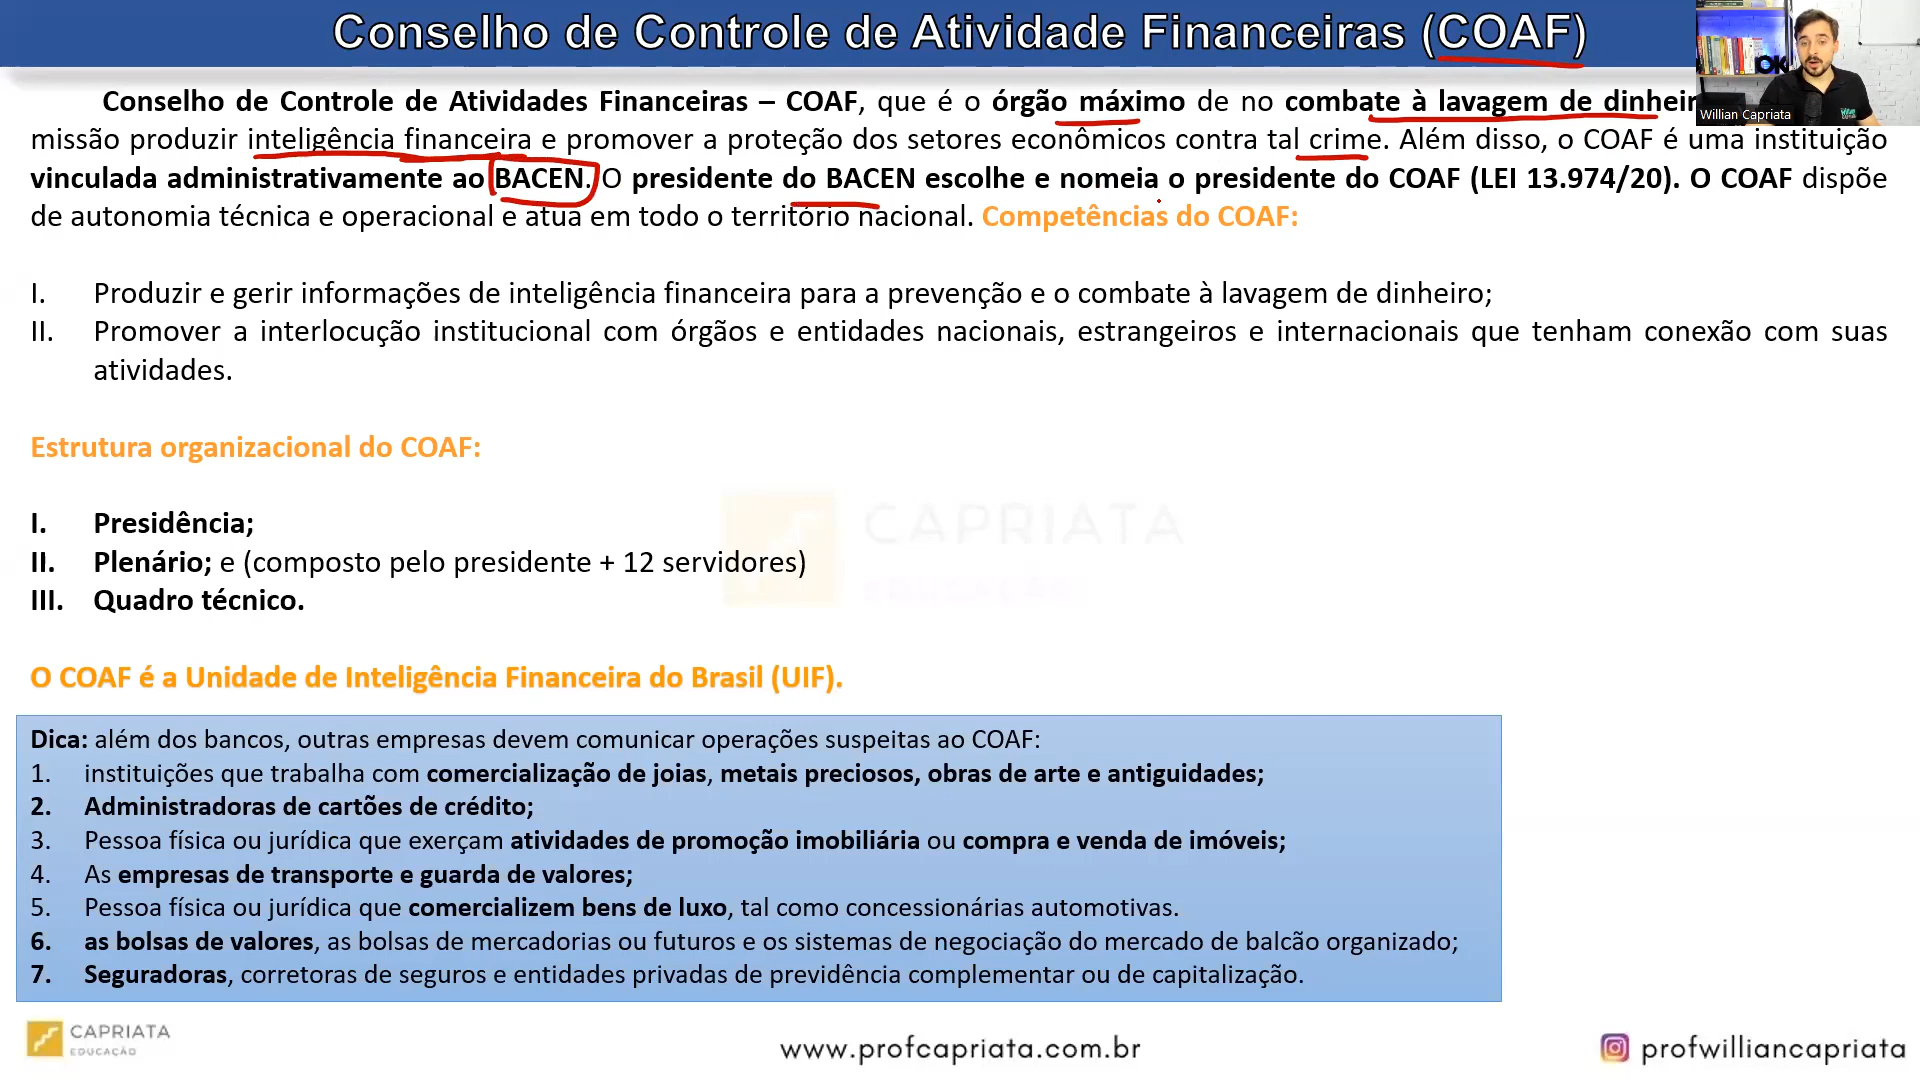 Conselho de Controle de Atividade Financeiras (COAF)
Willian Capriata
Conselho de Controle de Atividades Financeiras – COAF, que é o órgão máximo de no combate à lavagem de dinheir
missão produzir inteligência financeira e promover a proteção dos setores econômicos contra tal crime. Além disso, o COAF é uma instituição
vinculada administrativamente ao BACEN. O presidente do BACEN escolhe e nomeia o presidente do COAF (LEI 13.974/20). O COAF dispõe
de autonomia técnica e operacional e atua em todo o território nacional. Competências do COAF:
I. Produzir e gerir informações de inteligência financeira para a prevenção e o combate à lavagem de dinheiro;
II. Promover a interlocução institucional com órgãos e entidades nacionais, estrangeiros e internacionais que tenham conexão com suas
atividades.
Estrutura organizacional do COAF:
I. Presidência;
II. Plenário; e (composto pelo presidente + 12 servidores)
III. Quadro técnico.
CAPRIATA
EDUCAÇÃO
O COAF é a Unidade de Inteligência Financeira do Brasil (UIF).
Dica: além dos bancos, outras empresas devem comunicar operações suspeitas ao COAF:
1. instituições que trabalha com comercialização de joias, metais preciosos, obras de arte e antiguidades;
2. Administradoras de cartões de crédito;
3. Pessoa física ou jurídica que exerçam atividades de promoção imobiliária ou compra e venda de imóveis;
4. As empresas de transporte e guarda de valores;
5. Pessoa física ou jurídica que comercializem bens de luxo, tal como concessionárias automotivas.
6. as bolsas de valores, as bolsas de mercadorias ou futuros e os sistemas de negociação do mercado de balcão organizado;
7. Seguradoras, corretoras de seguros e entidades privadas de previdência complementar ou de capitalização.
CAPRIATA
EDUCAÇÃO
www.profcapriata.com.br
profwilliancapriata